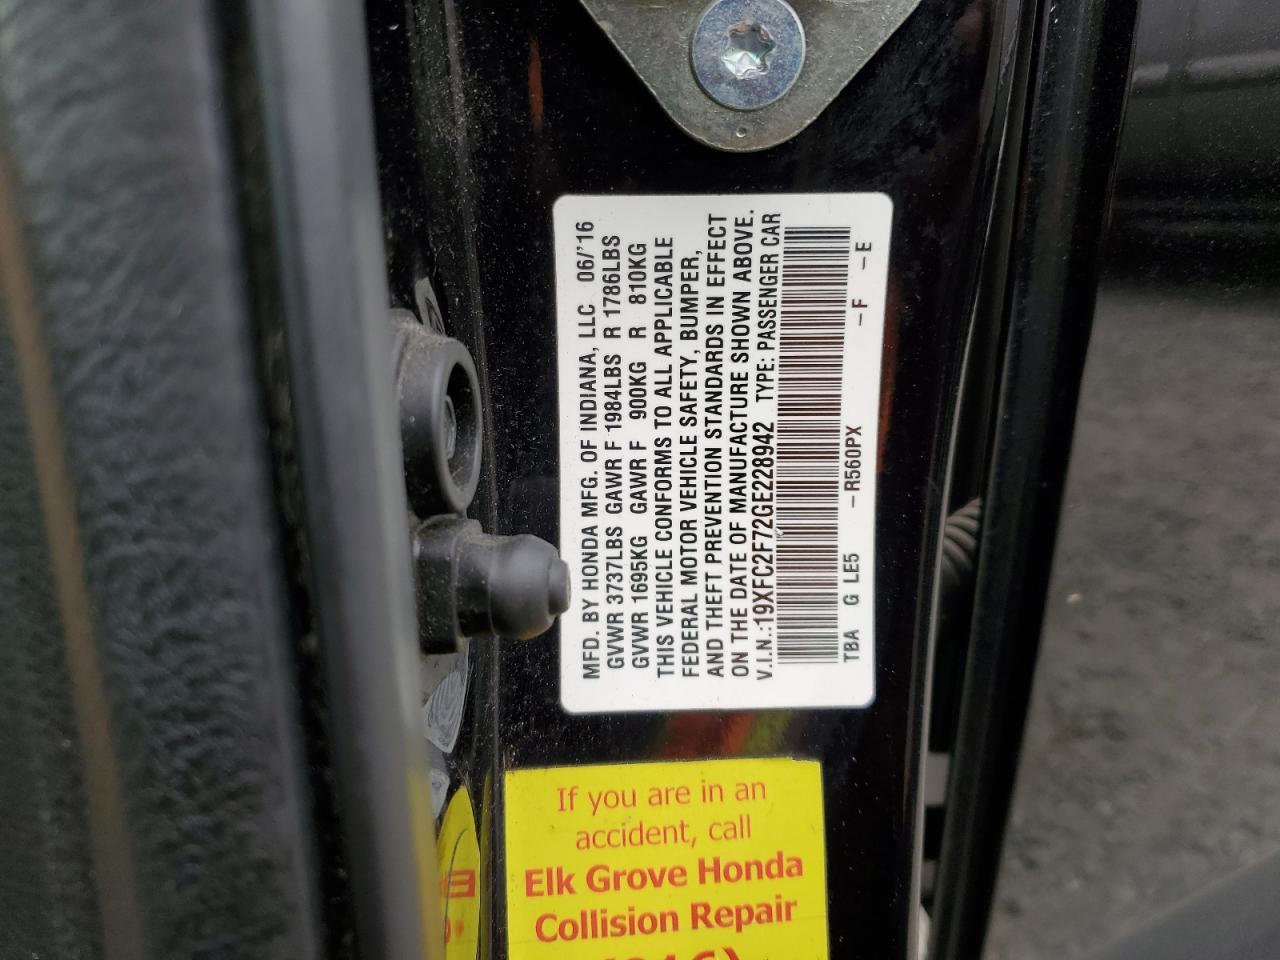 MFD. BY HONDA MFG. OF INDIANA, LLC 06/'16
GVWR 3737LBS GAWR F 1984LBS R 1786LBS
GVWR 1695KG GAWR F 900KG R 810KG
THIS VEHICLE CONFORMS TO ALL APPLICABLE
FEDERAL MOTOR VEHICLE SAFETY, BUMPER,
AND THEFT PREVENTION STANDARDS IN EFFECT
ON THE DATE OF MANUFACTURE SHOWN ABOVE.
V.I.N.:19XFC2F72GE228942 TYPE: PASSENGER CAR
TBA G LE5 –R560PX –F –E
If you are in an
accident, call
Elk Grove Honda
Collision Repair